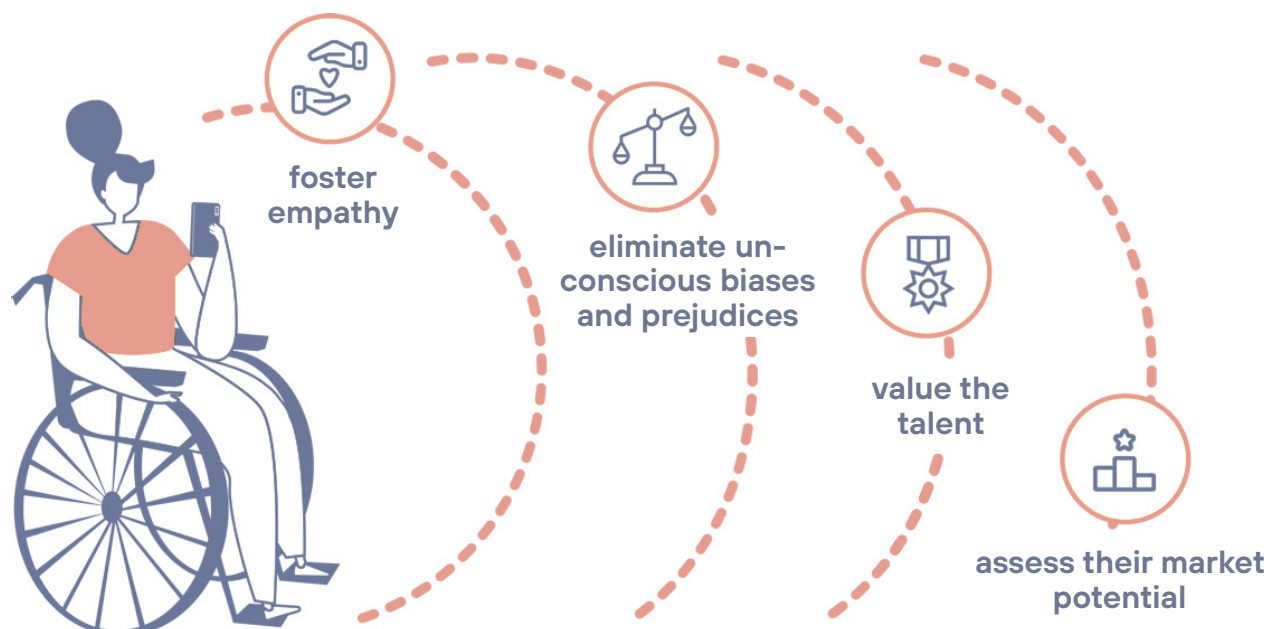 foster
empathy
eliminate un-
conscious biases
and prejudices
value the
talent
assess their market
potential